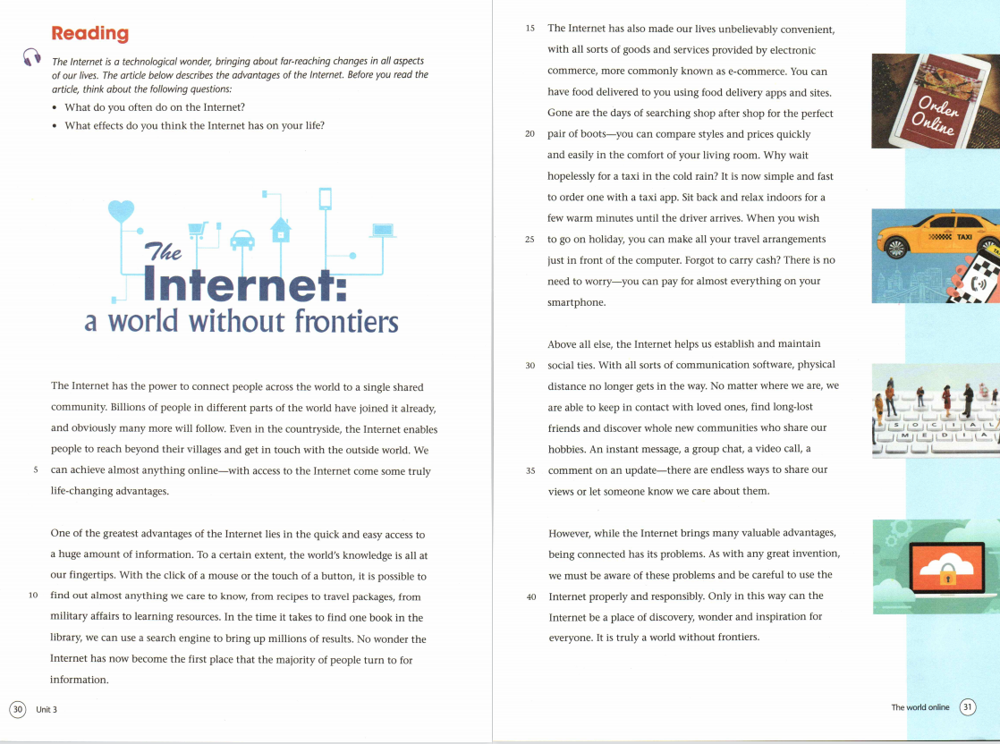 Reading
The Internet is a technological wonder, bringing about far-reaching changes in all aspects
of our lives. The article below describes the advantages of the Internet. Before you read the
article, think about the following questions:
• What do you often do on the Internet?
• What effects do you think the Internet has on your life?
The
Internet:
a world without frontiers
The Internet has the power to connect people across the world to a single shared
community. Billions of people in different parts of the world have joined it already,
and obviously many more will follow. Even in the countryside, the Internet enables
people to reach beyond their villages and get in touch with the outside world. We
5 can achieve almost anything online—with access to the Internet come some truly
life-changing advantages.
One of the greatest advantages of the Internet lies in the quick and easy access to
a huge amount of information. To a certain extent, the world's knowledge is all at
our fingertips. With the click of a mouse or the touch of a button, it is possible to
10 find out almost anything we care to know, from recipes to travel packages, from
military affairs to learning resources. In the time it takes to find one book in the
library, we can use a search engine to bring up millions of results. No wonder the
Internet has now become the first place that the majority of people turn to for
information.
30 Unit 3
15 The Internet has also made our lives unbelievably convenient,
with all sorts of goods and services provided by electronic
commerce, more commonly known as e-commerce. You can
have food delivered to you using food delivery apps and sites.
Gone are the days of searching shop after shop for the perfect
20 pair of boots—you can compare styles and prices quickly
and easily in the comfort of your living room. Why wait
hopelessly for a taxi in the cold rain? It is now simple and fast
to order one with a taxi app. Sit back and relax indoors for a
few warm minutes until the driver arrives. When you wish
25 to go on holiday, you can make all your travel arrangements
just in front of the computer. Forgot to carry cash? There is no
need to worry—you can pay for almost everything on your
smartphone.
Above all else, the Internet helps us establish and maintain
30 social ties. With all sorts of communication software, physical
distance no longer gets in the way. No matter where we are, we
are able to keep in contact with loved ones, find long-lost
friends and discover whole new communities who share our
hobbies. An instant message, a group chat, a video call, a
35 comment on an update—there are endless ways to share our
views or let someone know we care about them.
However, while the Internet brings many valuable advantages,
being connected has its problems. As with any great invention,
we must be aware of these problems and be careful to use the
40 Internet properly and responsibly. Only in this way can the
Internet be a place of discovery, wonder and inspiration for
everyone. It is truly a world without frontiers.
Order
Online
TAXI
SOCIAL
MEDIA
The world online 31